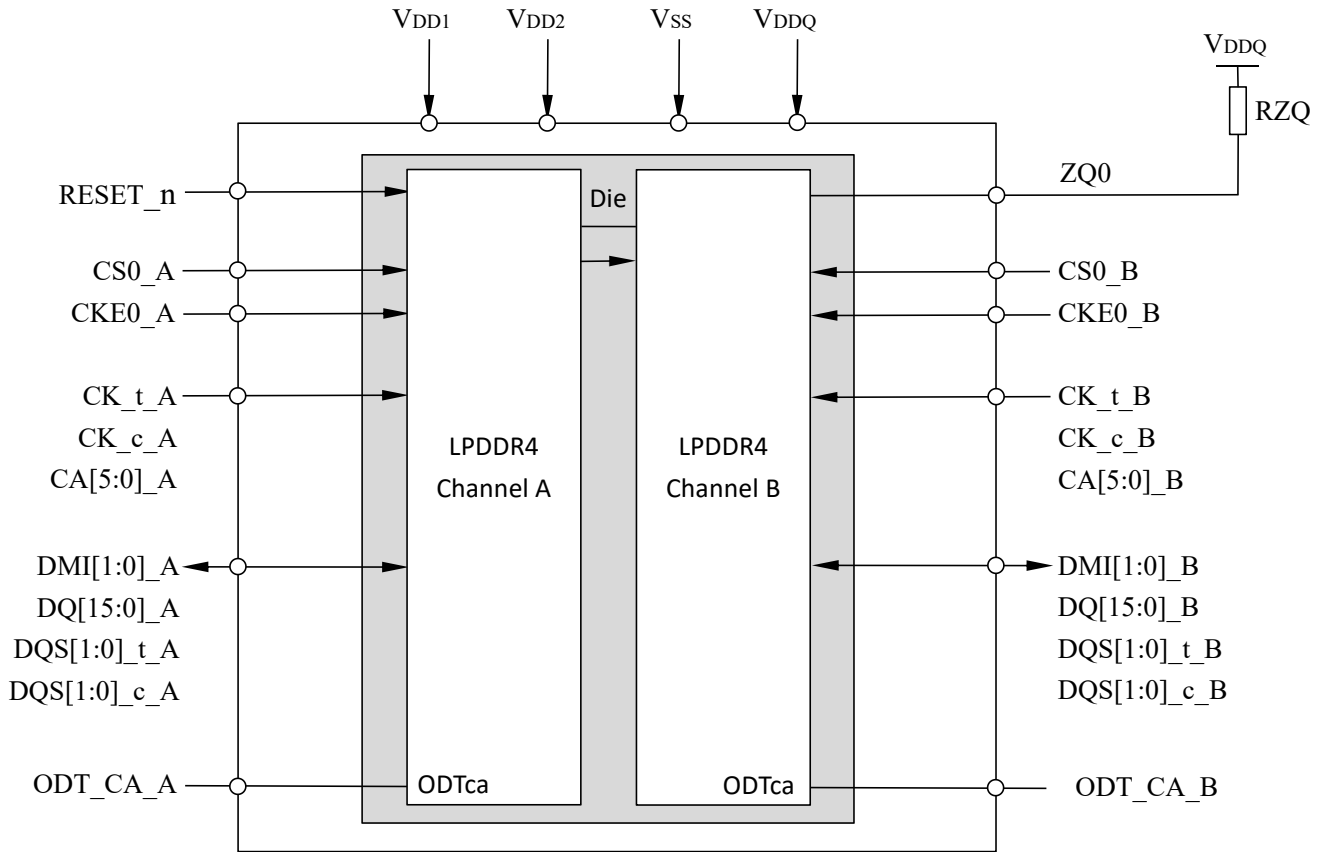 VDD1
VDD2
VSS
VDDQ
VDDQ
RZQ
ZQ0
RESET_n
Die
CS0_A
CS0_B
CKE0_A
CKE0_B
CK_t_A
CK_t_B
CK_c_A
LPDDR4
LPDDR4
CK_c_B
CA[5:0]_A
Channel A
Channel B
CA[5:0]_B
DMI[1:0]_A
DMI[1:0]_B
DQ[15:0]_A
DQ[15:0]_B
DQS[1:0]_t_A
DQS[1:0]_t_B
DQS[1:0]_c_A
DQS[1:0]_c_B
ODT_CA_A
ODTca
ODTca
ODT_CA_B